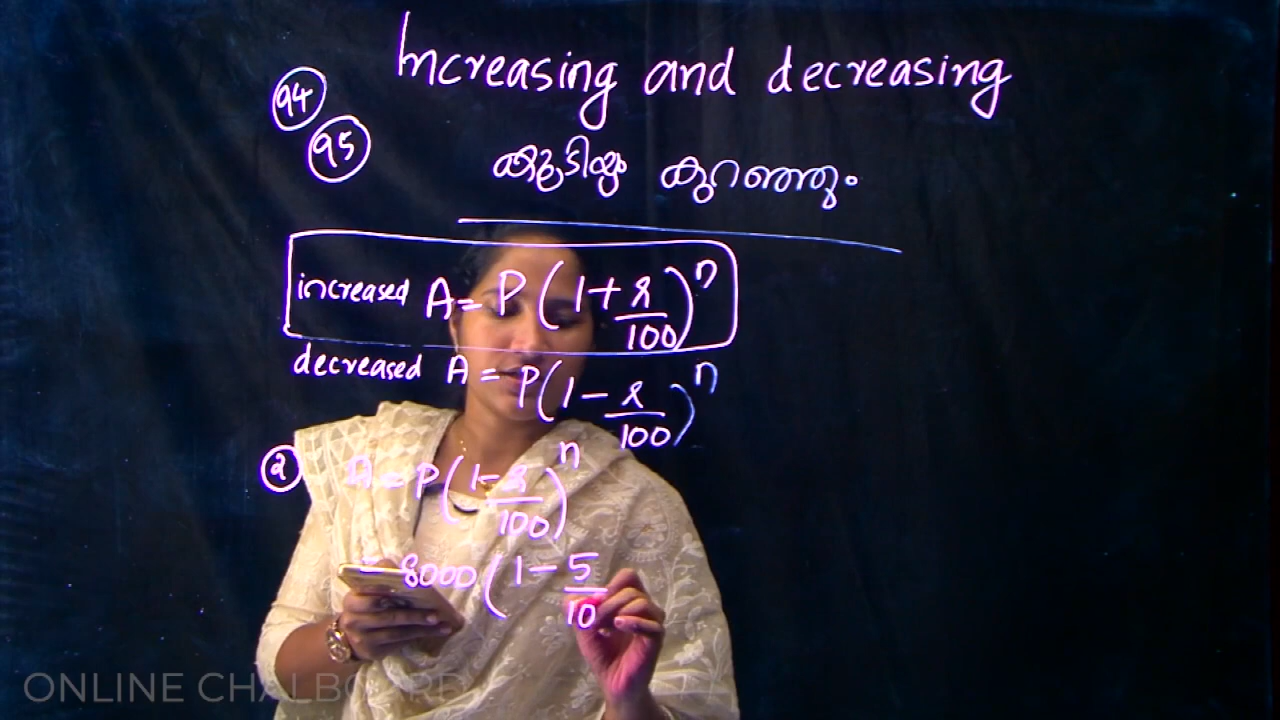 Increasing and decreasing
94
95
കൂടിയും കുറഞ്ഞും
increased A = P(1+r/100)^n
decreased A = P(1-r/100)^n
2 A = P(1-r/100)^n
= 8000(1-5/10
ONLINE CHALBOARD